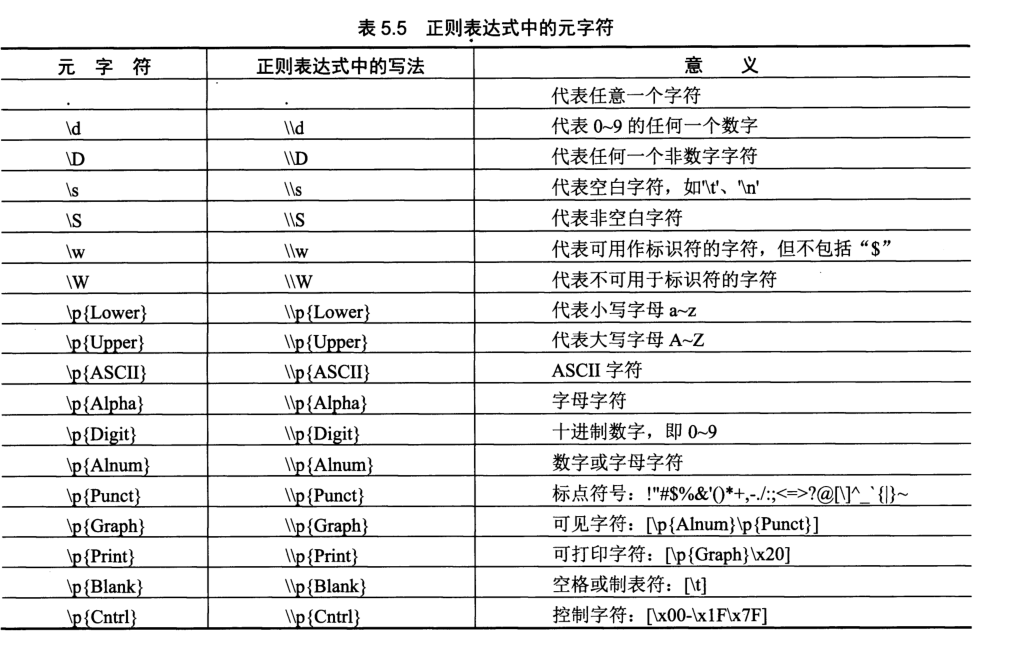 表 5.5 正则表达式中的元字符
元 字 符 正则表达式中的写法 意 义
. . 代表任意一个字符
\d \\d 代表 0~9 的任何一个数字
\D \\D 代表任何一个非数字字符
\s \\s 代表空白字符，如'\t'、'\n'
\S \\S 代表非空白字符
\w \\w 代表可用作标识符的字符，但不包括“$”
\W \\W 代表不可用于标识符的字符
\p{Lower} \\p{Lower} 代表小写字母 a~z
\p{Upper} \\p{Upper} 代表大写字母 A~Z
\p{ASCII} \\p{ASCII} ASCII 字符
\p{Alpha} \\p{Alpha} 字母字符
\p{Digit} \\p{Digit} 十进制数字，即 0~9
\p{Alnum} \\p{Alnum} 数字或字母字符
\p{Punct} \\p{Punct} 标点符号：!"#$%&'()*+,-./:;<=>?@[\]^_`{|}~
\p{Graph} \\p{Graph} 可见字符：[\p{Alnum}\p{Punct}]
\p{Print} \\p{Print} 可打印字符：[\p{Graph}\x20]
\p{Blank} \\p{Blank} 空格或制表符：[\t]
\p{Cntrl} \\p{Cntrl} 控制字符：[\x00-\x1F\x7F]